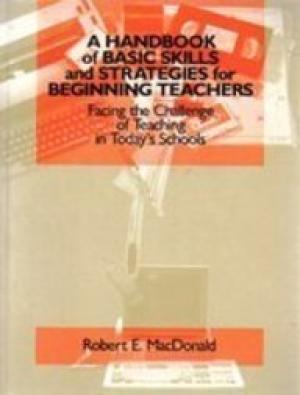 A HANDBOOK
of BASIC SKILLS
and STRATEGIES for
BEGINNING TEACHERS
Facing the Challenge
of Teaching
in Today's Schools
Robert E. MacDonald